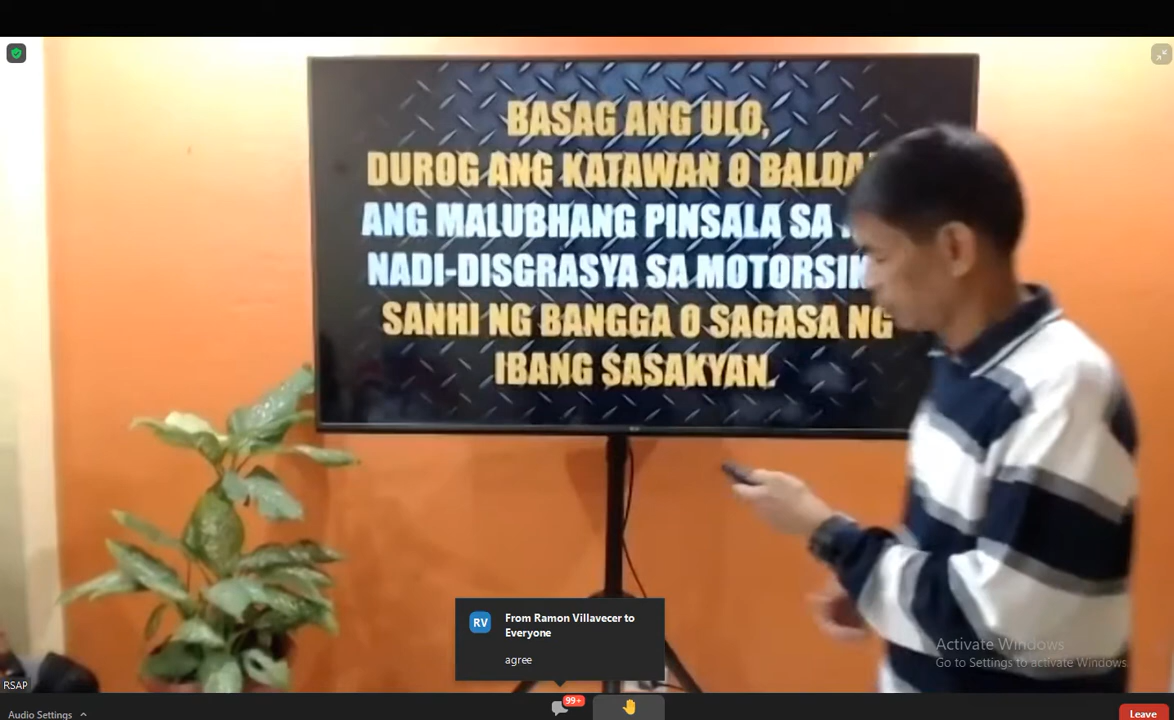 BASAG ANG ULO,
DUROG ANG KATAWAN O
ANG MALUBHANG PINSALA SA
NADI-DISGRASYA SA
SANHI NG BANGGA O SAGASA NG
IBANG SASAKYAN.
From Ramon Villavecer to
Everyone
RV
agree
Activate Windows
Go to Settings to activate Windows.
RSAP
99+
Audio Settings
Leave